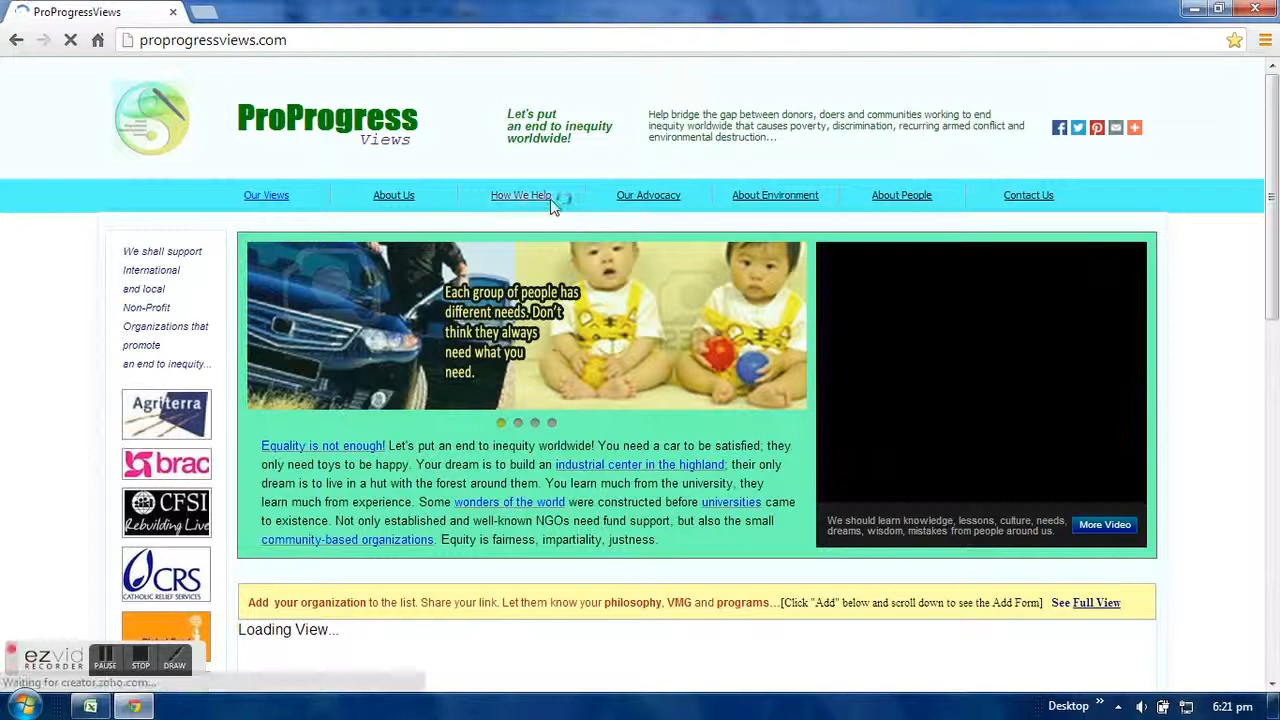 ProProgressViews
proprogressviews.com
ProProgress
Views
Let's put
an end to inequity
worldwide!
Help bridge the gap between donors, doers and communities working to end
inequity worldwide that causes poverty, discrimination, recurring armed conflict and
environmental destruction...
Our Views About Us How We Help Our Advocacy About Environment About People Contact Us
We shall support
International
and local
Non-Profit
Organizations that
promote
an end to inequity...
Agriterra
brac
CFSI
Rebuilding Live
CRS
CATHOLIC RELIEF SERVICES
Each group of people has
different needs. Don't
think they always
need what you
need.
Equality is not enough! Let's put an end to inequity worldwide! You need a car to be satisfied; they
only need toys to be happy. Your dream is to build an industrial center in the highland; their only
dream is to live in a hut with the forest around them. You learn much from the university, they
learn much from experience. Some wonders of the world were constructed before universities came
to existence. Not only established and well-known NGOs need fund support, but also the small
community-based organizations. Equity is fairness, impartiality, justness.
We should learn knowledge, lessons, culture, needs,
dreams, wisdom, mistakes from people around us.
More Video
Add your organization to the list. Share your link. Let them know your philosophy, VMG and programs...[Click "Add" below and scroll down to see the Add Form] See Full View
Loading View...
ezvid
RECORDER
PAUSE STOP DRAW
Waiting for creator.zoho.com...
Desktop
6:21 pm